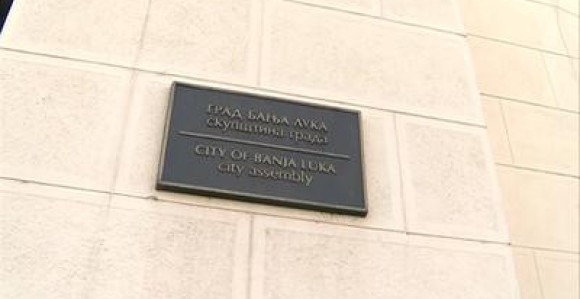 ГРАД БАЊА ЛУКА
Скупштина града
CITY OF BANJA LUKA
city assembly